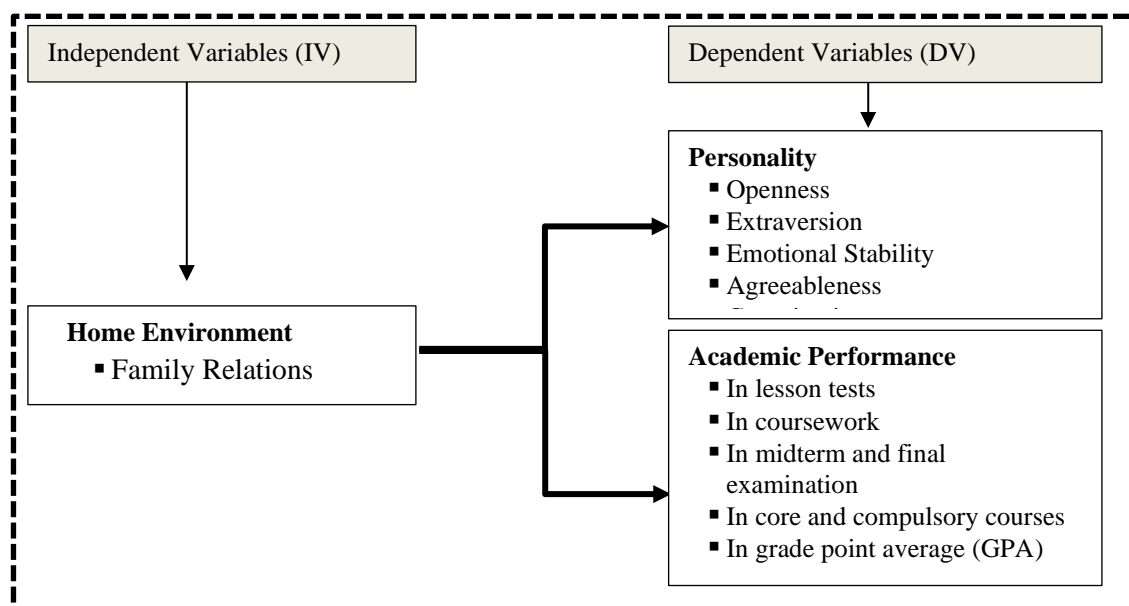 Independent Variables (IV)
Dependent Variables (DV)
Home Environment
▪ Family Relations
Personality
▪ Openness
▪ Extraversion
▪ Emotional Stability
▪ Agreeableness
Academic Performance
▪ In lesson tests
▪ In coursework
▪ In midterm and final
examination
▪ In core and compulsory courses
▪ In grade point average (GPA)